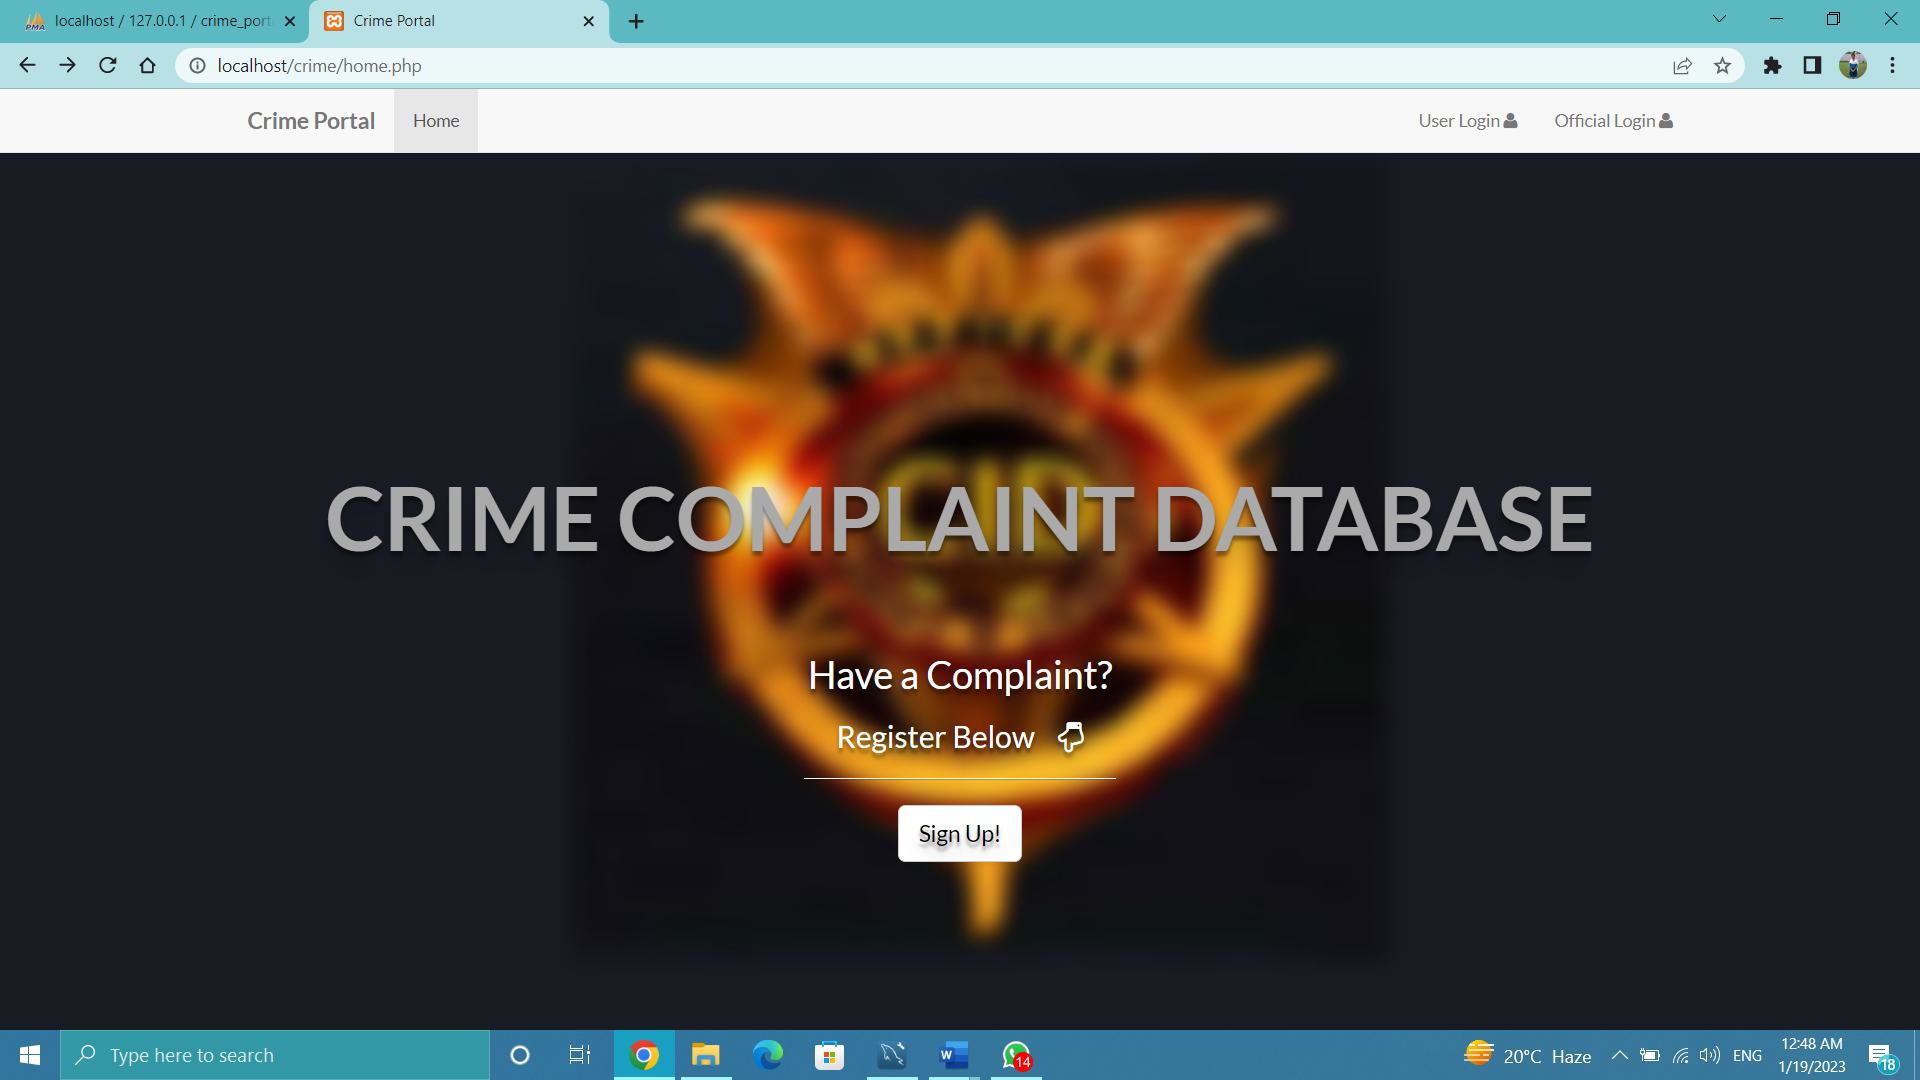 localhost / 127.0.0.1 / crime_port
Crime Portal
localhost/crime/home.php
Crime Portal
Home
User Login
Official Login
CID
CRIME COMPLAINT DATABASE
Have a Complaint?
Register Below
Sign Up!
Type here to search
W
14
20°C Haze
ENG
12:48 AM
1/19/2023
18